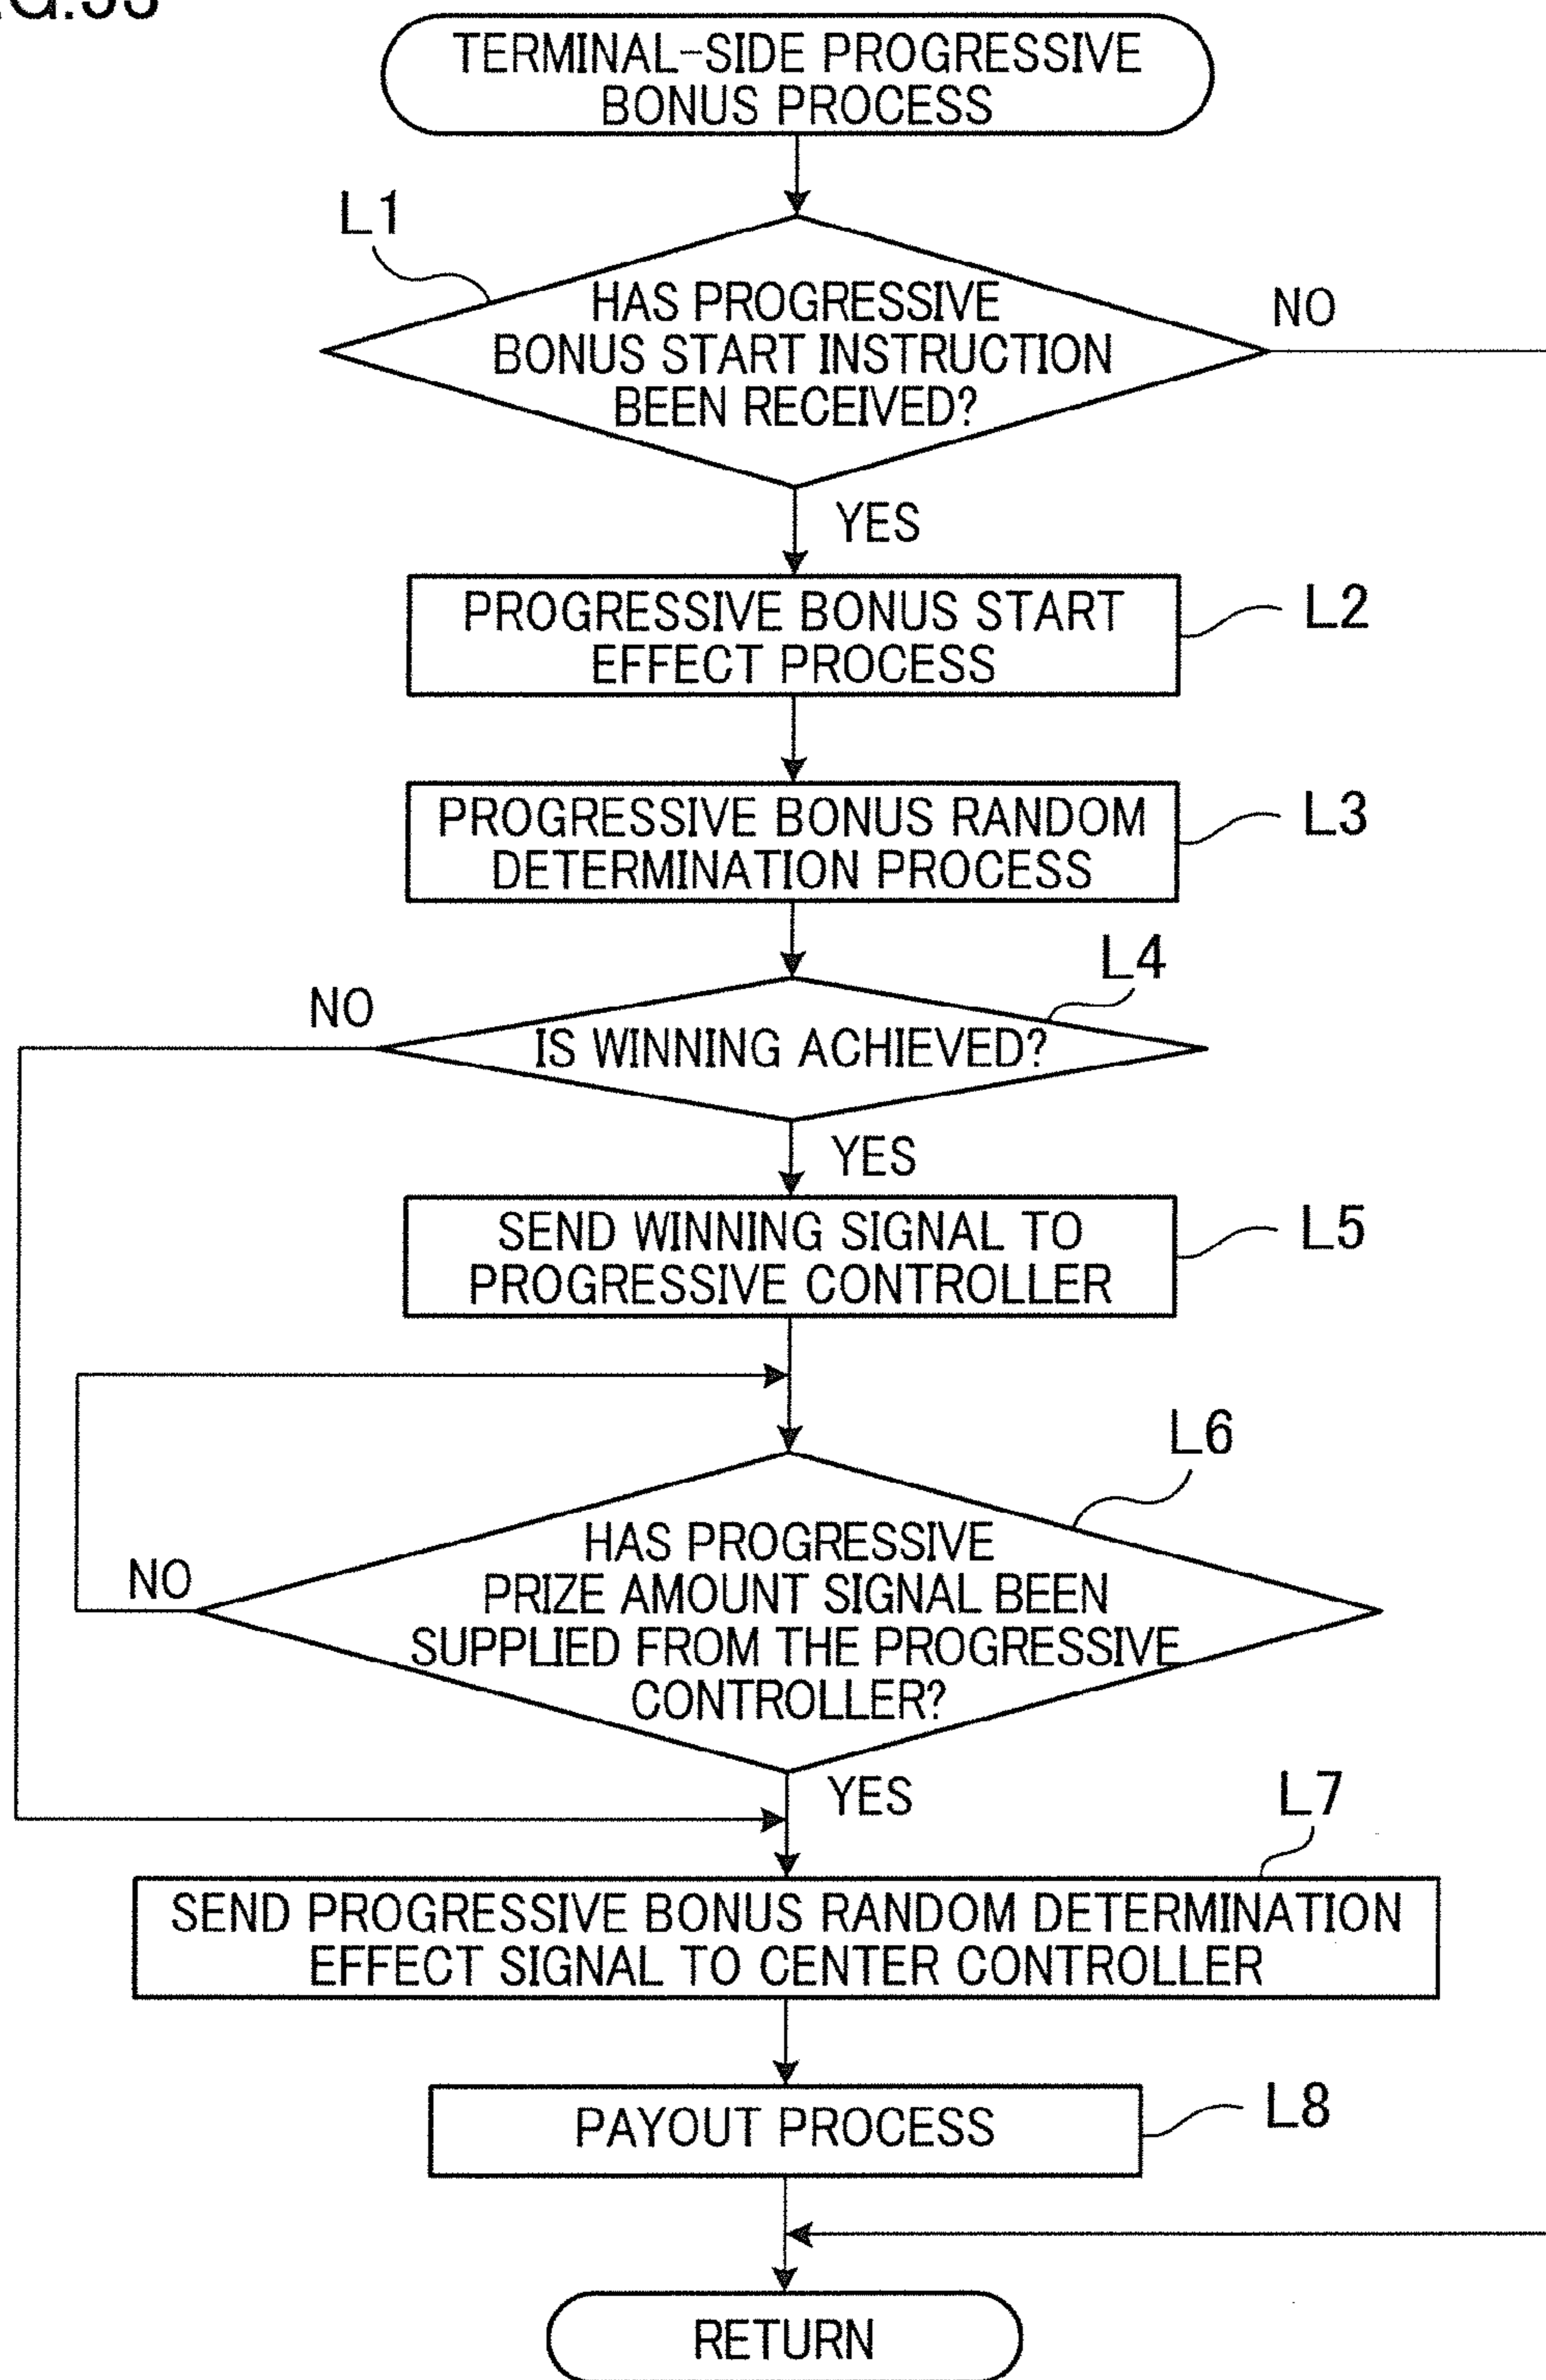 TERMINAL-SIDE PROGRESSIVE
BONUS PROCESS
L1
HAS PROGRESSIVE
BONUS START INSTRUCTION
BEEN RECEIVED?
NO
YES
PROGRESSIVE BONUS START
EFFECT PROCESS
L2
PROGRESSIVE BONUS RANDOM
DETERMINATION PROCESS
L3
L4
NO
IS WINNING ACHIEVED?
YES
SEND WINNING SIGNAL TO
PROGRESSIVE CONTROLLER
L5
L6
HAS PROGRESSIVE
PRIZE AMOUNT SIGNAL BEEN
SUPPLIED FROM THE PROGRESSIVE
CONTROLLER?
NO
YES
L7
SEND PROGRESSIVE BONUS RANDOM DETERMINATION
EFFECT SIGNAL TO CENTER CONTROLLER
PAYOUT PROCESS
L8
RETURN